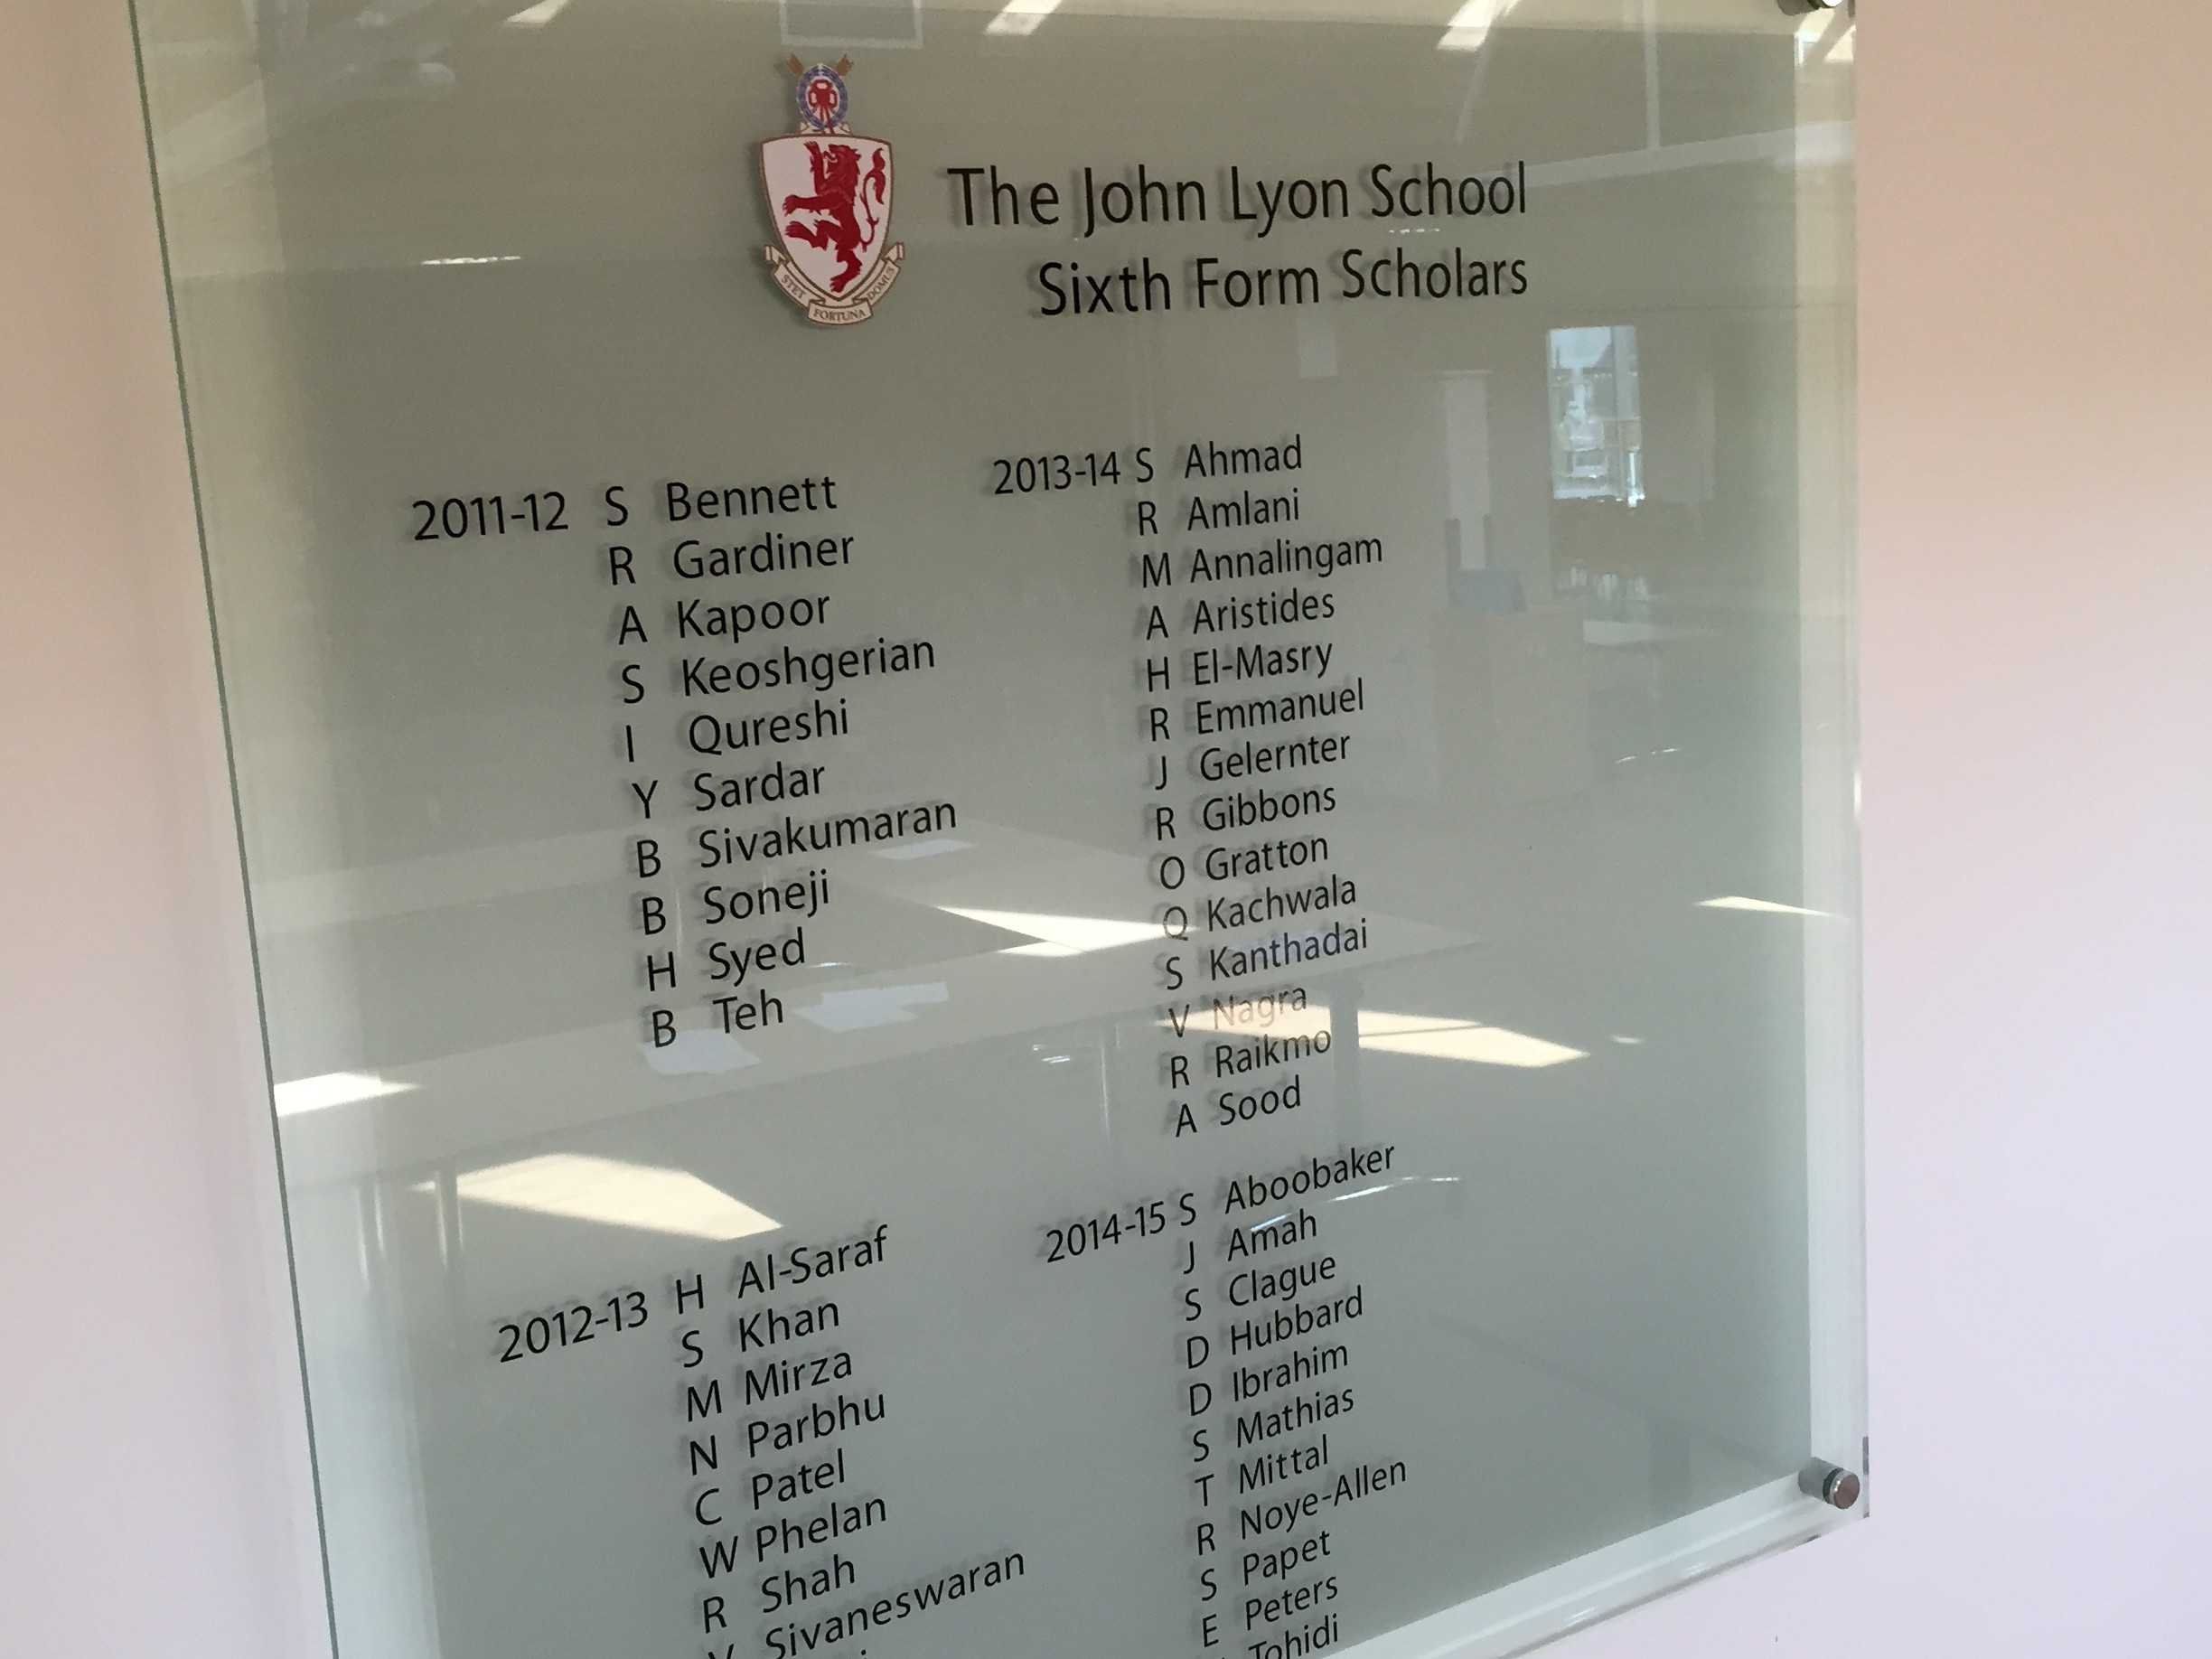 The John Lyon School
Sixth Form Scholars
STET FORTUNA DOMUS
2011-12 S Bennett
R Gardiner
A Kapoor
S Keoshgerian
I Qureshi
Y Sardar
B Sivakumaran
B Soneji
H Syed
B Teh
2012-13 H Al-Saraf
S Khan
M Mirza
N Parbhu
C Patel
W Phelan
R Shah
Sivaneswaran
2013-14 S Ahmad
R Amlani
M Annalingam
A Aristides
H El-Masry
R Emmanuel
J Gelernter
R Gibbons
O Gratton
Q Kachwala
S Kanthadai
V Nagra
R Raikmo
A Sood
2014-15 S Aboobaker
J Amah
S Clague
D Hubbard
D Ibrahim
S Mathias
T Mittal
R Noye-Allen
S Papet
E Peters
Tohidi